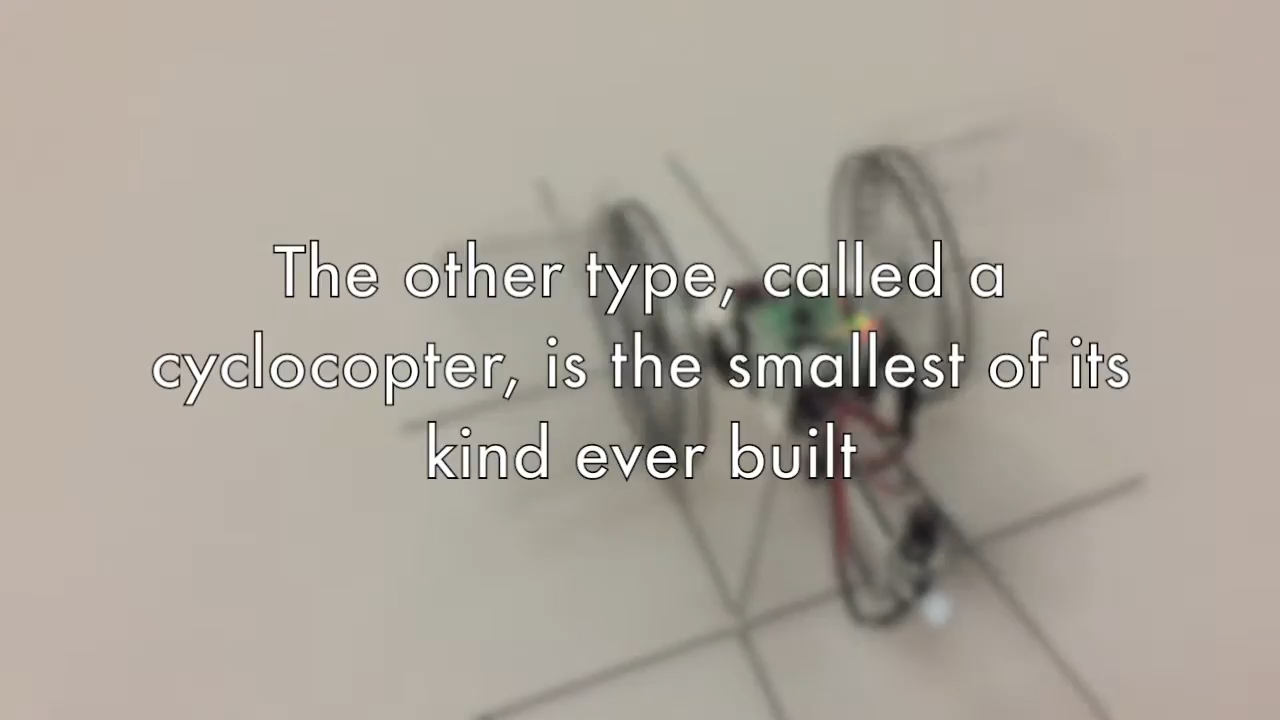 The other type, called a
cyclocopter, is the smallest of its
kind ever built